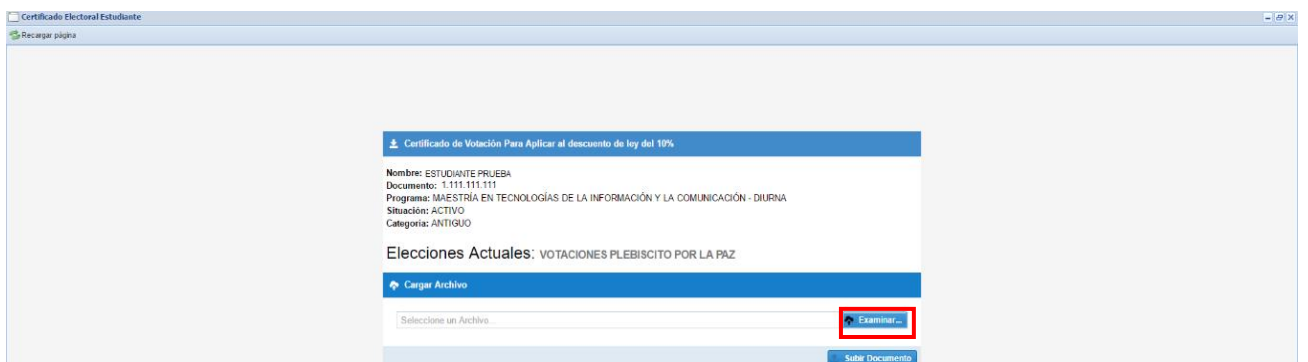 Certificado Electoral Estudiante
Recargar página
Certificado de Votación Para Aplicar al descuento de ley del 10%
Nombre: ESTUDIANTE PRUEBA
Documento: 1.111.111.111
Programa: MAESTRÍA EN TECNOLOGÍAS DE LA INFORMACIÓN Y LA COMUNICACIÓN - DIURNA
Situación: ACTIVO
Categoria: ANTIGUO
Elecciones Actuales: VOTACIONES PLEBISCITO POR LA PAZ
Cargar Archivo
Seleccione un Archivo...
Examinar...
Subir Documento